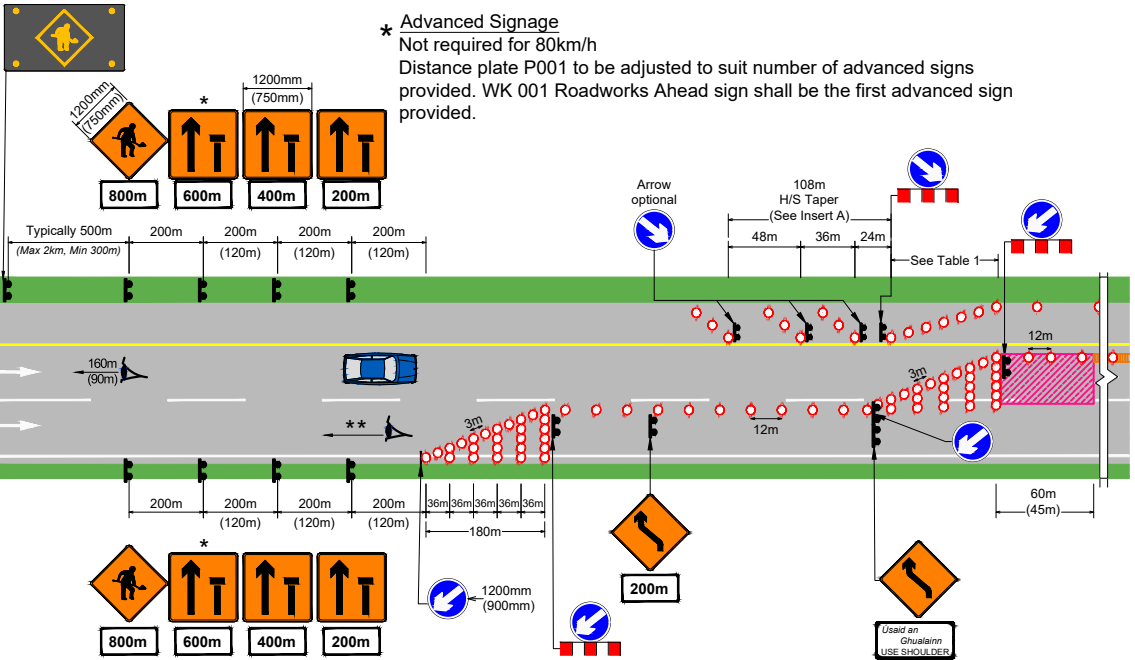 * Advanced Signage
Not required for 80km/h
Distance plate P001 to be adjusted to suit number of advanced signs
provided. WK 001 Roadworks Ahead sign shall be the first advanced sign
provided.
1200mm
(750mm)
*
1200mm
(750mm)
800m
600m
400m
200m
Typically 500m
(Max 2km, Min 300m)
200m
200m
(120m)
200m
(120m)
200m
(120m)
Arrow
optional
108m
H/S Taper
(See Insert A)
48m
36m
24m
See Table 1
12m
160m
(90m)
3m
**
3m
12m
200m
200m
(120m)
200m
(120m)
200m
(120m)
36m
36m
36m
36m
36m
180m
60m
(45m)
*
800m
600m
400m
200m
1200mm
(900mm)
200m
Úsaid an
Ghualainn
USE SHOULDER